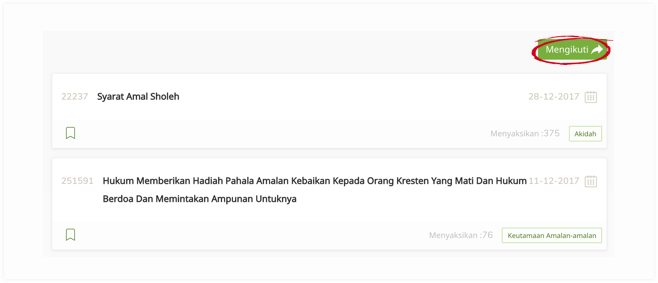 Mengikuti
22237 Syarat Amal Sholeh 28-12-2017
Menyaksikan :375 Akidah
251591 Hukum Memberikan Hadiah Pahala Amalan Kebaikan Kepada Orang Kresten Yang Mati Dan Hukum 11-12-2017
Berdoa Dan Memintakan Ampunan Untuknya
Menyaksikan :76 Keutamaan Amalan-amalan